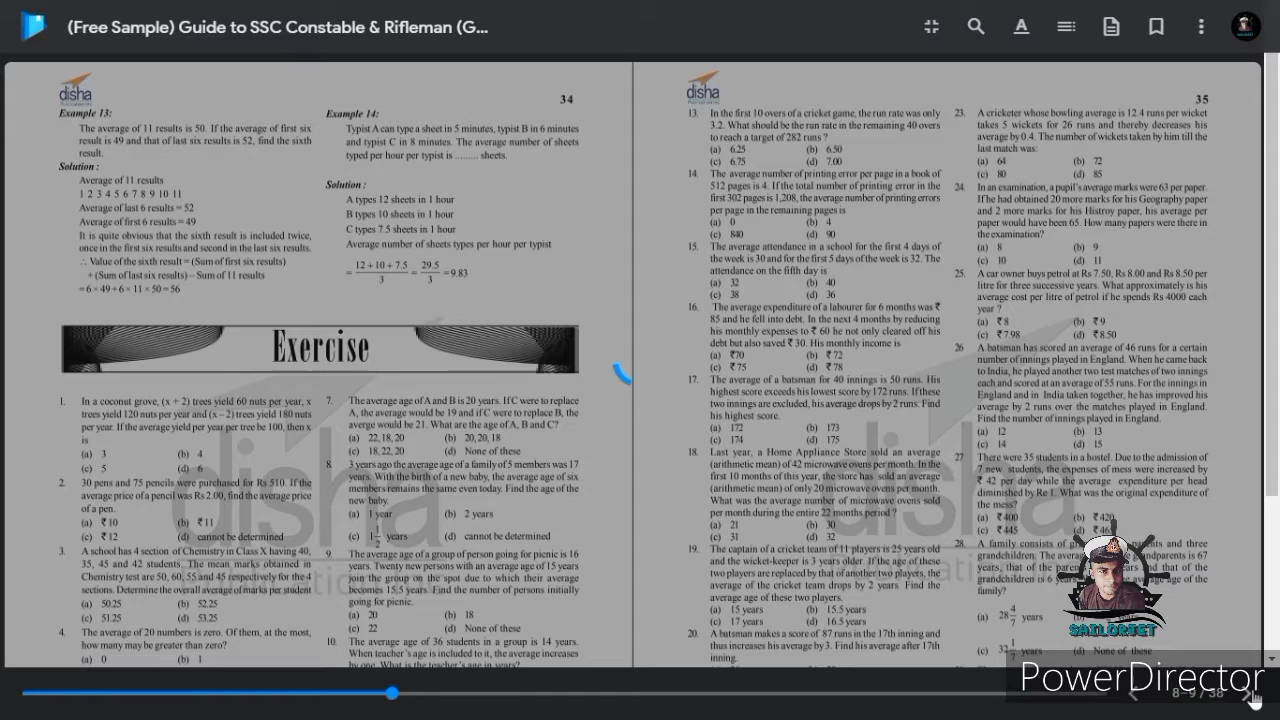 (Free Sample) Guide to SSC Constable & Rifleman (G...
disha
34
Example 13:
The average of 11 results is 50. If the average of first six
result is 49 and that of last six results is 52, find the sixth
result.
Solution :
Average of 11 results
1 2 3 4 5 6 7 8 9 10 11
Average of last 6 results = 52
Average of first 6 results = 49
It is quite obvious that the sixth result is included twice,
once in the first six results and second in the last six results.
∴ Value of the sixth result = (Sum of first six results)
+ (Sum of last six results) – Sum of 11 results
= 6 × 49 + 6 × 11 × 50 = 56
Example 14:
Typist A can type a sheet in 5 minutes, typist B in 6 minutes
and typist C in 8 minutes. The average number of sheets
typed per hour per typist is ......... sheets.
Solution :
A types 12 sheets in 1 hour
B types 10 sheets in 1 hour
C types 7.5 sheets in 1 hour
Average number of sheets types per hour per typist
= 12 + 10 + 7.5 / 3 = 29.5 / 3 = 9.83
Exercise
1. In a coconut grove, (x + 2) trees yield 60 nuts per year, x
trees yield 120 nuts per year and (x – 2) trees yield 180 nuts
per year. If the average yield per year per tree be 100, then x
is
(a) 3 (b) 4
(c) 5 (d) 6
2. 30 pens and 75 pencils were purchased for Rs 510. If the
average price of a pencil was Rs 2.00, find the average price
of a pen.
(a) ₹ 10 (b) ₹ 11
(c) ₹ 12 (d) cannot be determined
3. A school has 4 section of Chemistry in Class X having 40,
35, 45 and 42 students. The mean marks obtained in
Chemistry test are 50, 60, 55 and 45 respectively for the 4
sections. Determine the overall average of marks per student
(a) 50.25 (b) 52.25
(c) 51.25 (d) 53.25
4. The average of 20 numbers is zero. Of them, at the most,
how many may be greater than zero?
(a) 0 (b) 1
7. The average age of A and B is 20 years. If C were to replace
A, the average would be 19 and if C were to replace B, the
averge would be 21. What are the age of A, B and C?
(a) 22, 18, 20 (b) 20, 20, 18
(c) 18, 22, 20 (d) None of these
8. 3 years ago the average age of a family of 5 members was 17
years. With the birth of a new baby, the average age of six
members remains the same even today. Find the age of the
new baby.
(a) 1 year (b) 2 years
(c) 1 1/2 years (d) cannot be determined
9. The average age of a group of person going for picnic is 16
years. Twenty new persons with an average age of 15 years
join the group on the spot due to which their average
becomes 15.5 years. Find the number of persons initially
going for picnic.
(a) 20 (b) 18
(c) 22 (d) None of these
10. The average age of 36 students in a group is 14 years.
When teacher's age is included to it, the average increases
by one. What is the teacher's age in years?
disha
35
13. In the first 10 overs of a cricket game, the run rate was only
3.2. What should be the run rate in the remaining 40 overs
to reach a target of 282 runs ?
(a) 6.25 (b) 6.50
(c) 6.75 (d) 7.00
14. The average number of printing error per page in a book of
512 pages is 4. If the total number of printing error in the
first 302 pages is 1,208, the average number of printing errors
per page in the remaining pages is
(a) 0 (b) 4
(c) 840 (d) 90
15. The average attendance in a school for the first 4 days of
the week is 30 and for the first 5 days of the week is 32. The
attendance on the fifth day is
(a) 32 (b) 40
(c) 38 (d) 36
16. The average expenditure of a labourer for 6 months was ₹
85 and he fell into debt. In the next 4 months by reducing
his monthly expenses to ₹ 60 he not only cleared off his
debt but also saved ₹ 30. His monthly income is
(a) ₹70 (b) ₹ 72
(c) ₹ 75 (d) ₹ 78
17. The average of a batsman for 40 innings is 50 runs. His
highest score exceeds his lowest score by 172 runs. If these
two innings are excluded, his average drops by 2 runs. Find
his highest score.
(a) 172 (b) 173
(c) 174 (d) 175
18. Last year, a Home Appliance Store sold an average
(arithmetic mean) of 42 microwave ovens per month. In the
first 10 months of this year, the store has sold an average
(arithmetic mean) of only 20 microwave ovens per month.
What was the average number of microwave ovens sold
per month during the entire 22 months period ?
(a) 21 (b) 30
(c) 31 (d) 32
19. The captain of a cricket team of 11 players is 25 years old
and the wicket-keeper is 3 years older. If the age of these
two players are replaced by that of another two players, the
average of the cricket team drops by 2 years. Find the
average age of these two players.
(a) 15 years (b) 15.5 years
(c) 17 years (d) 16.5 years
20. A batsman makes a score of 87 runs in the 17th inning and
thus increases his average by 3. Find his average after 17th
inning.
23. A cricketer whose bowling average is 12.4 runs per wicket
takes 5 wickets for 26 runs and thereby decreases his
average by 0.4. The number of wickets taken by him till the
last match was:
(a) 64 (b) 72
(c) 80 (d) 85
24. In an examination, a pupil's average marks were 63 per paper.
If he had obtained 20 more marks for his Geography paper
and 2 more marks for his Histroy paper, his average per
paper would have been 65. How many papers were there in
the examination?
(a) 8 (b) 9
(c) 10 (d) 11
25. A car owner buys petrol at Rs 7.50, Rs 8.00 and Rs 8.50 per
litre for three successive years. What approximately is his
average cost per litre of petrol if he spends Rs 4000 each
year ?
(a) ₹ 8 (b) ₹ 9
(c) ₹ 7.98 (d) ₹ 8.50
26 A batsman has scored an average of 46 runs for a certain
number of innings played in England. When he came back
to India, he played another two test matches of two innings
each and scored at an average of 55 runs. For the innings in
England and in India taken together, he has improved his
average by 2 runs over the matches played in England.
Find the number of innings played in England.
(a) 12 (b) 13
(c) 14 (d) 15
27 There were 35 students in a hostel. Due to the admission of
7 new students, the expenses of mess were increased by
₹ 42 per day while the average expenditure per head
diminished by Re 1. What was the original expenditure of
the mess?
(a) ₹ 400 (b) ₹ 420
(c) ₹ 445 (d) ₹
28. A family consists of and three
grandchildren. The average grandparents is 67
years, that of the and that of the
grandchildren is 6 average age of the
family?
(a) 28 4/7 years
(c) 32 1/7 years (d) None of these
SAILORJET
PowerDirector
8–9 / 38